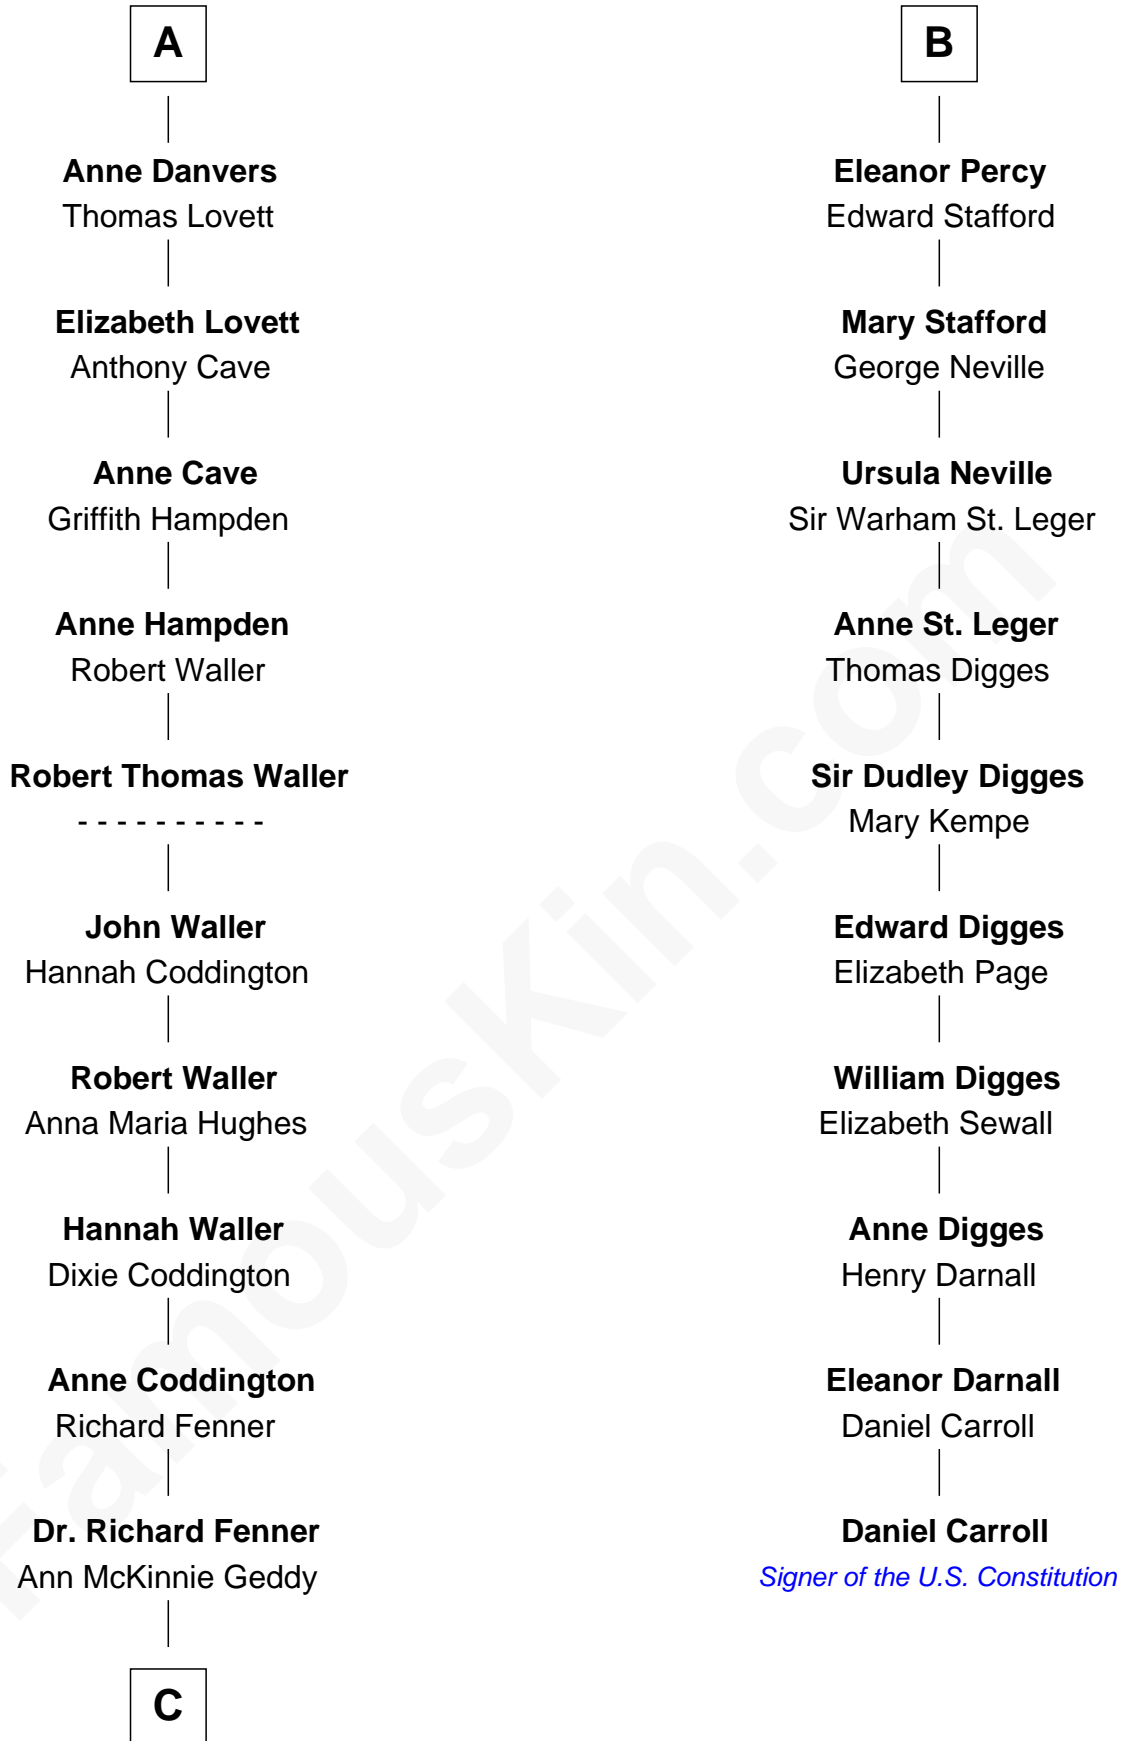 A
Anne Danvers
Thomas Lovett
Elizabeth Lovett
Anthony Cave
Anne Cave
Griffith Hampden
Anne Hampden
Robert Waller
Robert Thomas Waller
- - - - - - - - - -
John Waller
Hannah Coddington
Robert Waller
Anna Maria Hughes
Hannah Waller
Dixie Coddington
Anne Coddington
Richard Fenner
Dr. Richard Fenner
Ann McKinnie Geddy
C
B
Eleanor Percy
Edward Stafford
Mary Stafford
George Neville
Ursula Neville
Sir Warham St. Leger
Anne St. Leger
Thomas Digges
Sir Dudley Digges
Mary Kempe
Edward Digges
Elizabeth Page
William Digges
Elizabeth Sewall
Anne Digges
Henry Darnall
Eleanor Darnall
Daniel Carroll
Daniel Carroll
Signer of the U.S. Constitution
FamousKin.com